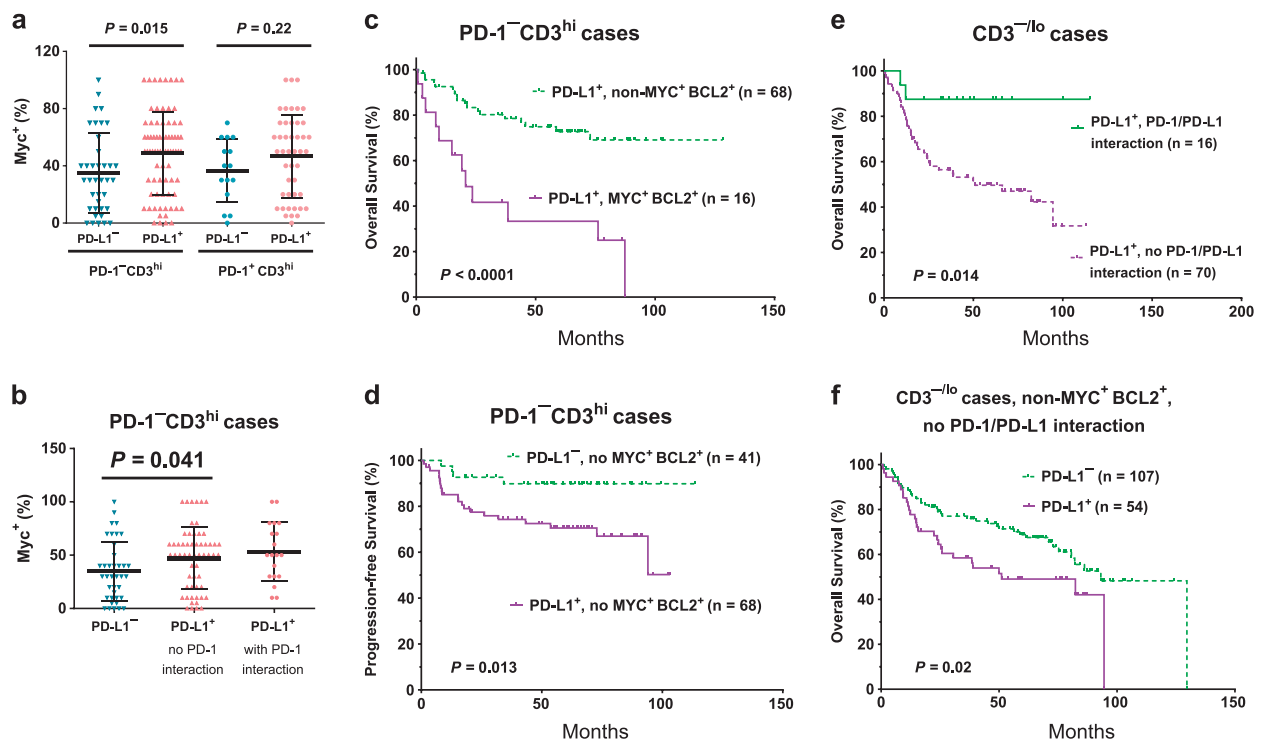 a
P = 0.015
P = 0.22
Myc⁺ (%)
120
80
40
0
PD-L1⁻
PD-L1⁺
PD-L1⁻
PD-L1⁺
PD-1⁻CD3ʰⁱ
PD-1⁺ CD3ʰⁱ
b
PD-1⁻CD3ʰⁱ cases
P = 0.041
Myc⁺ (%)
150
100
50
0
PD-L1⁻
PD-L1⁺
PD-L1⁺
no PD-1
interaction
with PD-1
interaction
c
PD-1⁻CD3ʰⁱ cases
Overall Survival (%)
100
80
60
40
20
0
PD-L1⁺, non-MYC⁺ BCL2⁺ (n = 68)
PD-L1⁺, MYC⁺ BCL2⁺ (n = 16)
P < 0.0001
0
50
100
150
Months
d
PD-1⁻CD3ʰⁱ cases
Progression-free Survival (%)
100
80
60
40
20
0
PD-L1⁻, no MYC⁺ BCL2⁺ (n = 41)
PD-L1⁺, no MYC⁺ BCL2⁺ (n = 68)
P = 0.013
0
50
100
150
Months
e
CD3⁻/ˡᵒ cases
Overall Survival (%)
100
80
60
40
20
0
PD-L1⁺, PD-1/PD-L1
interaction (n = 16)
PD-L1⁺, no PD-1/PD-L1
interaction (n = 70)
P = 0.014
0
50
100
150
200
Months
f
CD3⁻/ˡᵒ cases, non-MYC⁺ BCL2⁺,
no PD-1/PD-L1 interaction
Overall Survival (%)
100
80
60
40
20
0
PD-L1⁻ (n = 107)
PD-L1⁺ (n = 54)
P = 0.02
0
50
100
150
Months